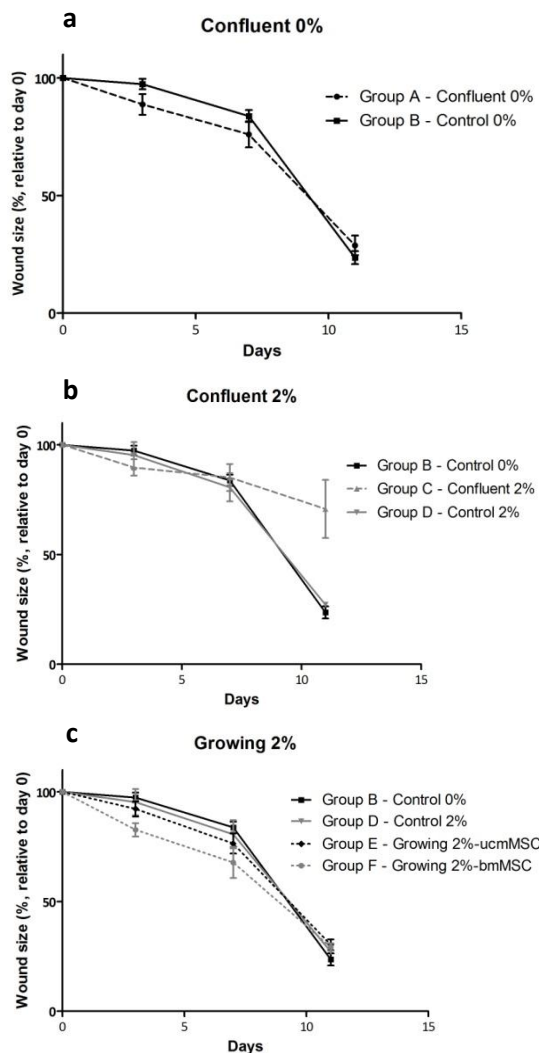 a
Confluent 0%
Wound size (%, relative to day 0)
100
50
0
0 5 10 15
Days
Group A - Confluent 0%
Group B - Control 0%
b
Confluent 2%
Wound size (%, relative to day 0)
100
50
0
0 5 10 15
Days
Group B - Control 0%
Group C - Confluent 2%
Group D - Control 2%
c
Growing 2%
Wound size (%, relative to day 0)
100
50
0
0 5 10 15
Days
Group B - Control 0%
Group D - Control 2%
Group E - Growing 2%-ucmMSC
Group F - Growing 2%-bmMSC